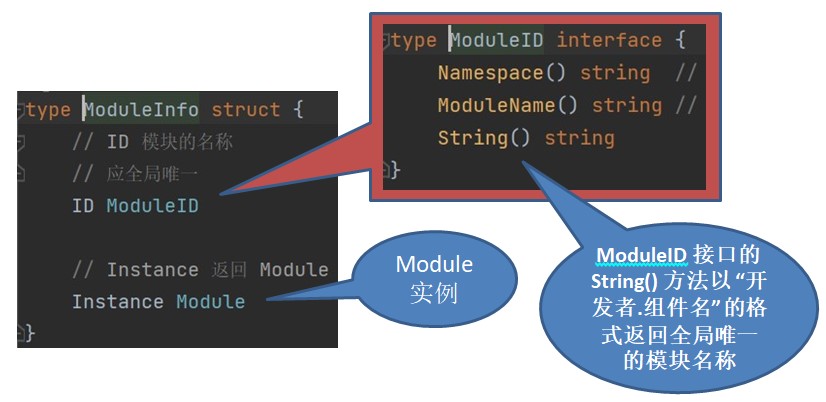 type ModuleInfo struct {
// ID 模块的名称
// 应全局唯一
ID ModuleID
// Instance 返回 Module
Instance Module
}
type ModuleID interface {
Namespace() string //
ModuleName() string //
String() string
}
Module
实例
ModuleID 接口的
String() 方法以 “开
发者.组件名” 的格
式返回全局唯一
的模块名称